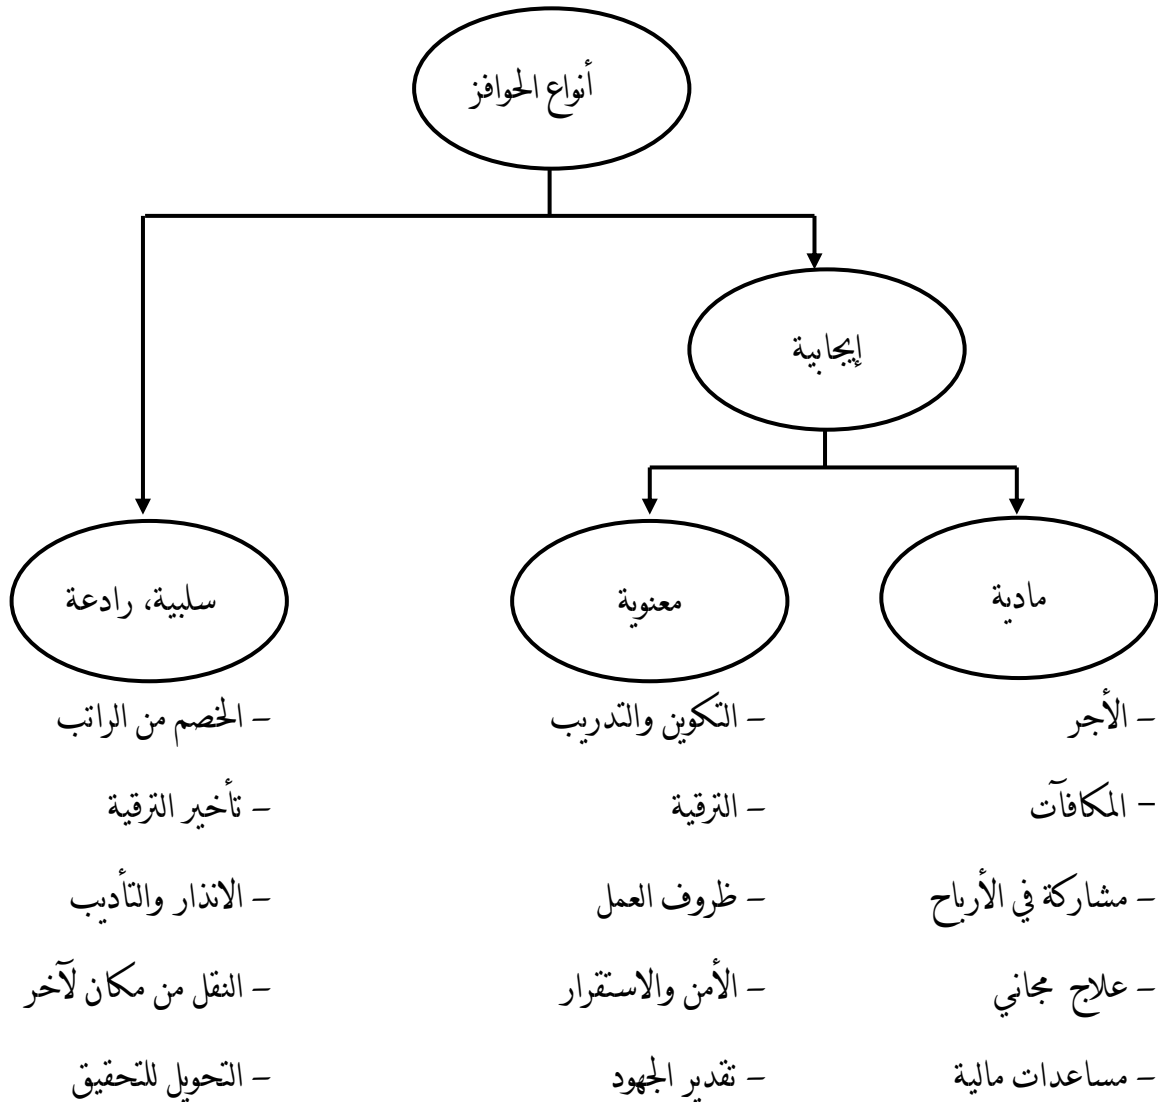 أنواع الحوافز
إيجابية
مادية
معنوية
سلبية، رادعة
– الأجر
– التكوين والتدريب
– الخصم من الراتب
– المكافآت
– الترقية
– تأخير الترقية
– مشاركة في الأرباح
– ظروف العمل
– الانذار والتأديب
– علاج مجاني
– الأمن والاستقرار
– النقل من مكان لآخر
– مساعدات مالية
– تقدير الجهود
– التحويل للتحقيق